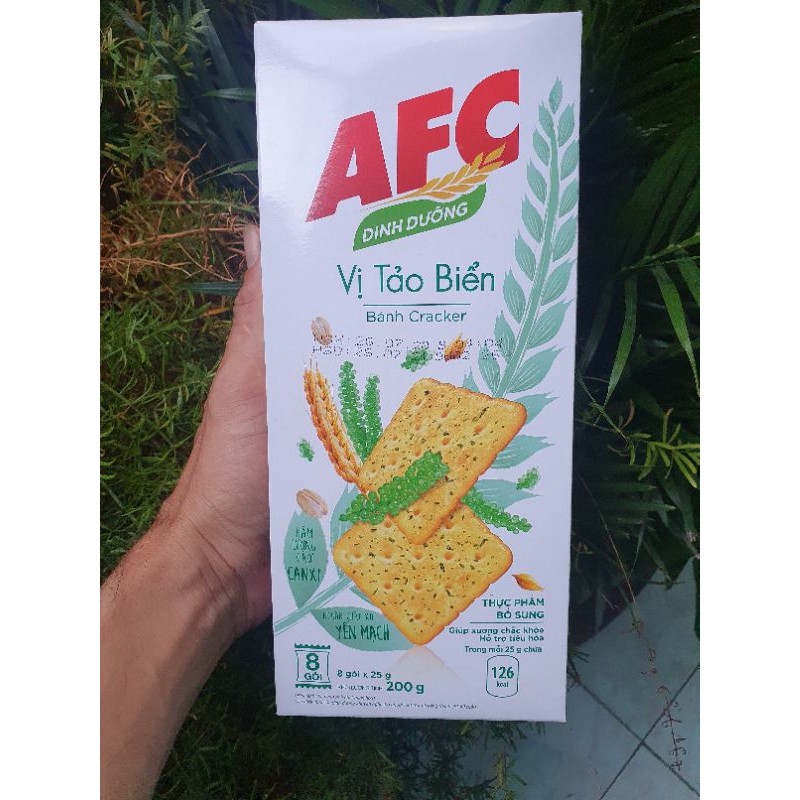 AFC
DINH DƯỠNG
Vị Tảo Biển
Bánh Cracker
CANXI
YẾN MẠCH
THỰC PHẨM
BỔ SUNG
Giúp xương chắc khỏe
Hỗ trợ tiêu hóa
Trong mỗi 25 g chứa
126
kcal
8
GÓI
8 gói x 25 g
200 g